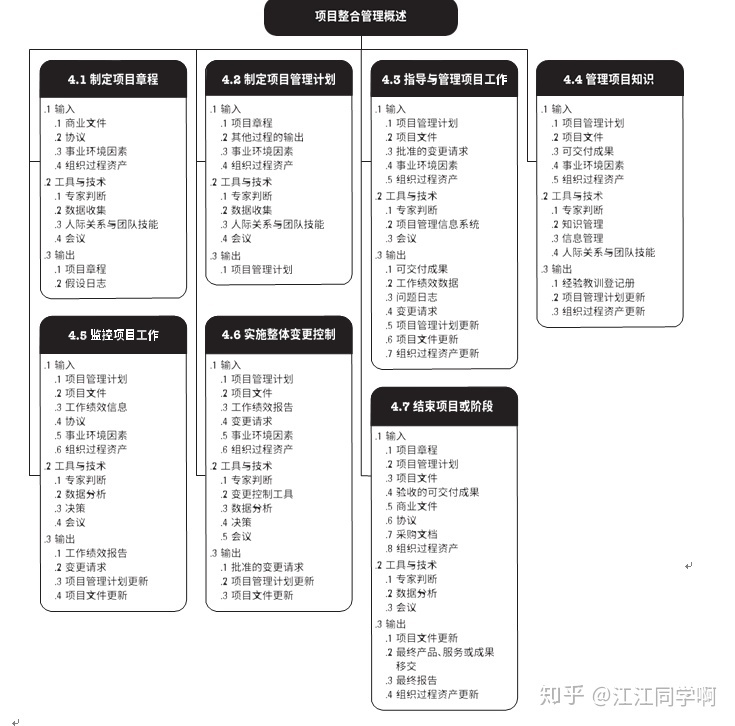 项目整合管理概述
4.1 制定项目章程
.1 输入
.1 商业文件
.2 协议
.3 事业环境因素
.4 组织过程资产
.2 工具与技术
.1 专家判断
.2 数据收集
.3 人际关系与团队技能
.4 会议
.3 输出
.1 项目章程
.2 假设日志
4.2 制定项目管理计划
.1 输入
.1 项目章程
.2 其他过程的输出
.3 事业环境因素
.4 组织过程资产
.2 工具与技术
.1 专家判断
.2 数据收集
.3 人际关系与团队技能
.4 会议
.3 输出
.1 项目管理计划
4.3 指导与管理项目工作
.1 输入
.1 项目管理计划
.2 项目文件
.3 批准的变更请求
.4 事业环境因素
.5 组织过程资产
.2 工具与技术
.1 专家判断
.2 项目管理信息系统
.3 会议
.3 输出
.1 可交付成果
.2 工作绩效数据
.3 问题日志
.4 变更请求
.5 项目管理计划更新
.6 项目文件更新
.7 组织过程资产更新
4.4 管理项目知识
.1 输入
.1 项目管理计划
.2 项目文件
.3 可交付成果
.4 事业环境因素
.5 组织过程资产
.2 工具与技术
.1 专家判断
.2 知识管理
.3 信息管理
.4 人际关系与团队技能
.3 输出
.1 经验教训登记册
.2 项目管理计划更新
.3 组织过程资产更新
4.5 监控项目工作
.1 输入
.1 项目管理计划
.2 项目文件
.3 工作绩效信息
.4 协议
.5 事业环境因素
.6 组织过程资产
.2 工具与技术
.1 专家判断
.2 数据分析
.3 决策
.4 会议
.3 输出
.1 工作绩效报告
.2 变更请求
.3 项目管理计划更新
.4 项目文件更新
4.6 实施整体变更控制
.1 输入
.1 项目管理计划
.2 项目文件
.3 工作绩效报告
.4 变更请求
.5 事业环境因素
.6 组织过程资产
.2 工具与技术
.1 专家判断
.2 变更控制工具
.3 数据分析
.4 决策
.5 会议
.3 输出
.1 批准的变更请求
.2 项目管理计划更新
.3 项目文件更新
4.7 结束项目或阶段
.1 输入
.1 项目章程
.2 项目管理计划
.3 项目文件
.4 验收的可交付成果
.5 商业文件
.6 协议
.7 采购文档
.8 组织过程资产
.2 工具与技术
.1 专家判断
.2 数据分析
.3 会议
.3 输出
.1 项目文件更新
.2 最终产品、服务或成果
移交
.3 最终报告
.4 组织过程资产更新
知乎 @江江同学啊